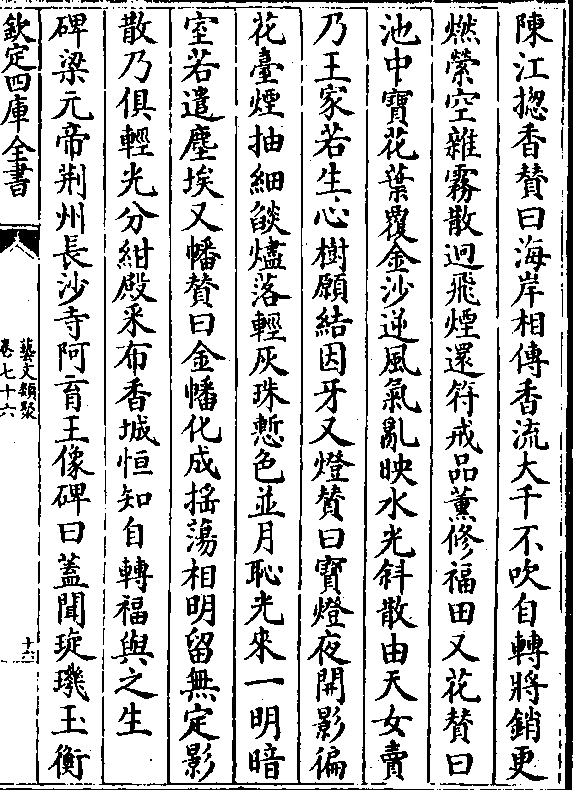 陳江揔香賛曰海岸相傳香流大千不吹自轉將銷更
燃縈空雜霧散迥飛煙還符戒品薰修福田又花賛曰
池中寶花葉覆金沙逆風氣亂映水光斜散由天女賣
乃王家若生心樹願結因牙又燈賛曰寳燈夜開影徧
花臺煙抽細燄燼落輕灰珠慙色並月恥光來一明暗
室若遣塵埃又幡賛曰金幡化成揺蕩相明留無定影
散乃俱輕光分紺殿采布香城恒知自轉福與之生
碑梁元帝荆州長沙寺阿育王像碑曰蓋聞琁璣玉衡
欽定四庫全書
藝文類聚
卷七十六
十六